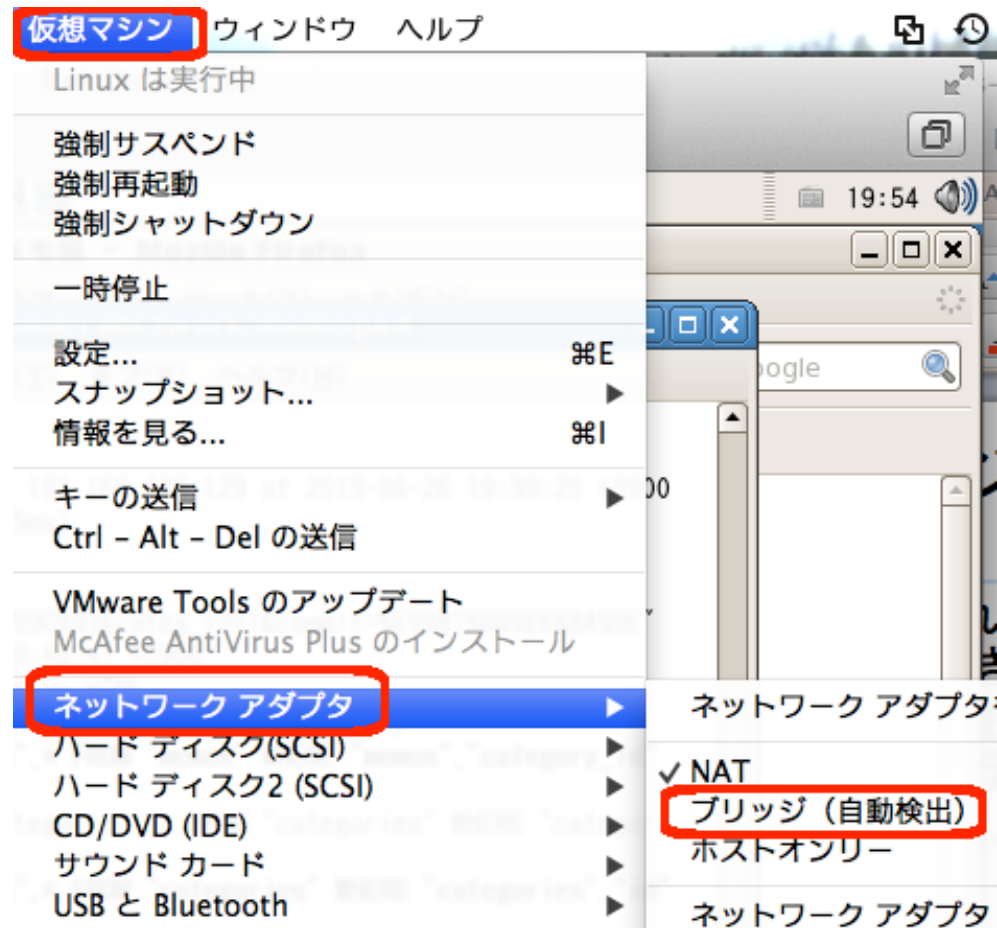 仮想マシン ウィンドウ ヘルプ
Linux は実行中
強制サスペンド
強制再起動
強制シャットダウン
19:54
一時停止
設定... ⌘E
スナップショット... ▶
情報を見る... ⌘I
キーの送信 ▶
Ctrl – Alt – Del の送信
VMware Tools のアップデート
McAfee AntiVirus Plus のインストール
ネットワーク アダプタ ▶
ハード ディスク(SCSI) ▶
ハード ディスク2 (SCSI) ▶
CD/DVD (IDE) ▶
サウンド カード ▶
USB と Bluetooth ▶
ネットワーク アダプタ
✓ NAT
ブリッジ（自動検出）
ホストオンリー
ネットワーク アダプタ